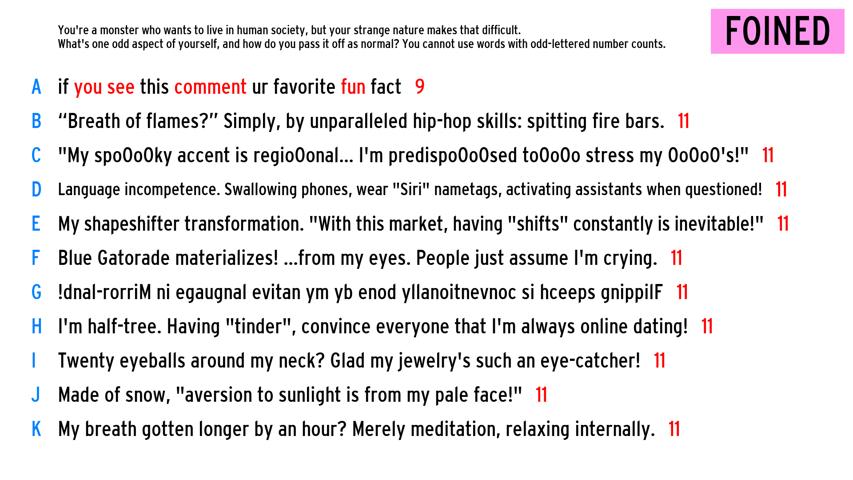 You're a monster who wants to live in human society, but your strange nature makes that difficult.
What's one odd aspect of yourself, and how do you pass it off as normal? You cannot use words with odd-lettered number counts.
FOINED
A if you see this comment ur favorite fun fact 9
B “Breath of flames?” Simply, by unparalleled hip-hop skills: spitting fire bars. 11
C "My spoOoOky accent is regioOonal... I'm predispoOoOsed toOoOo stress my OoOoO's!" 11
D Language incompetence. Swallowing phones, wear "Siri" nametags, activating assistants when questioned! 11
E My shapeshifter transformation. "With this market, having "shifts" constantly is inevitable!" 11
F Blue Gatorade materializes! ...from my eyes. People just assume I'm crying. 11
G !dnal-rorriM ni egaugnal evitan ym yb enod yllanoitnevnoc si hceeps gnippilF 11
H I'm half-tree. Having "tinder", convince everyone that I'm always online dating! 11
I Twenty eyeballs around my neck? Glad my jewelry's such an eye-catcher! 11
J Made of snow, "aversion to sunlight is from my pale face!" 11
K My breath gotten longer by an hour? Merely meditation, relaxing internally. 11